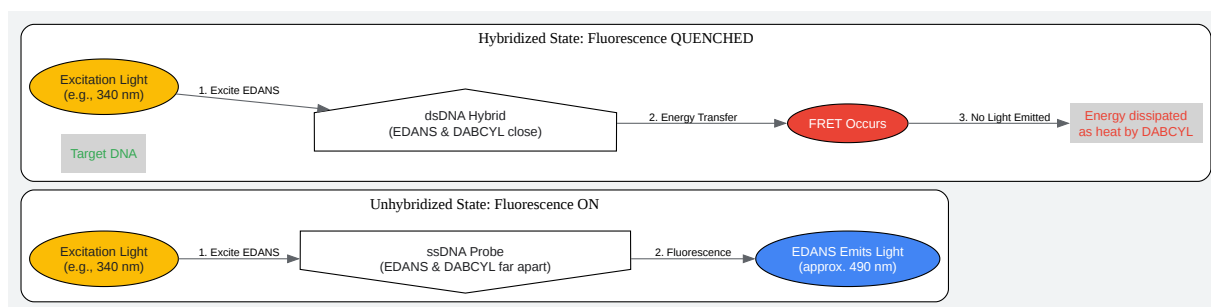 Hybridized State: Fluorescence QUENCHED
Excitation Light
(e.g., 340 nm)
1. Excite EDANS
dsDNA Hybrid
(EDANS & DABCYL close)
2. Energy Transfer
FRET Occurs
3. No Light Emitted
Energy dissipated
as heat by DABCYL
Target DNA
Unhybridized State: Fluorescence ON
Excitation Light
(e.g., 340 nm)
1. Excite EDANS
ssDNA Probe
(EDANS & DABCYL far apart)
2. Fluorescence
EDANS Emits Light
(approx. 490 nm)